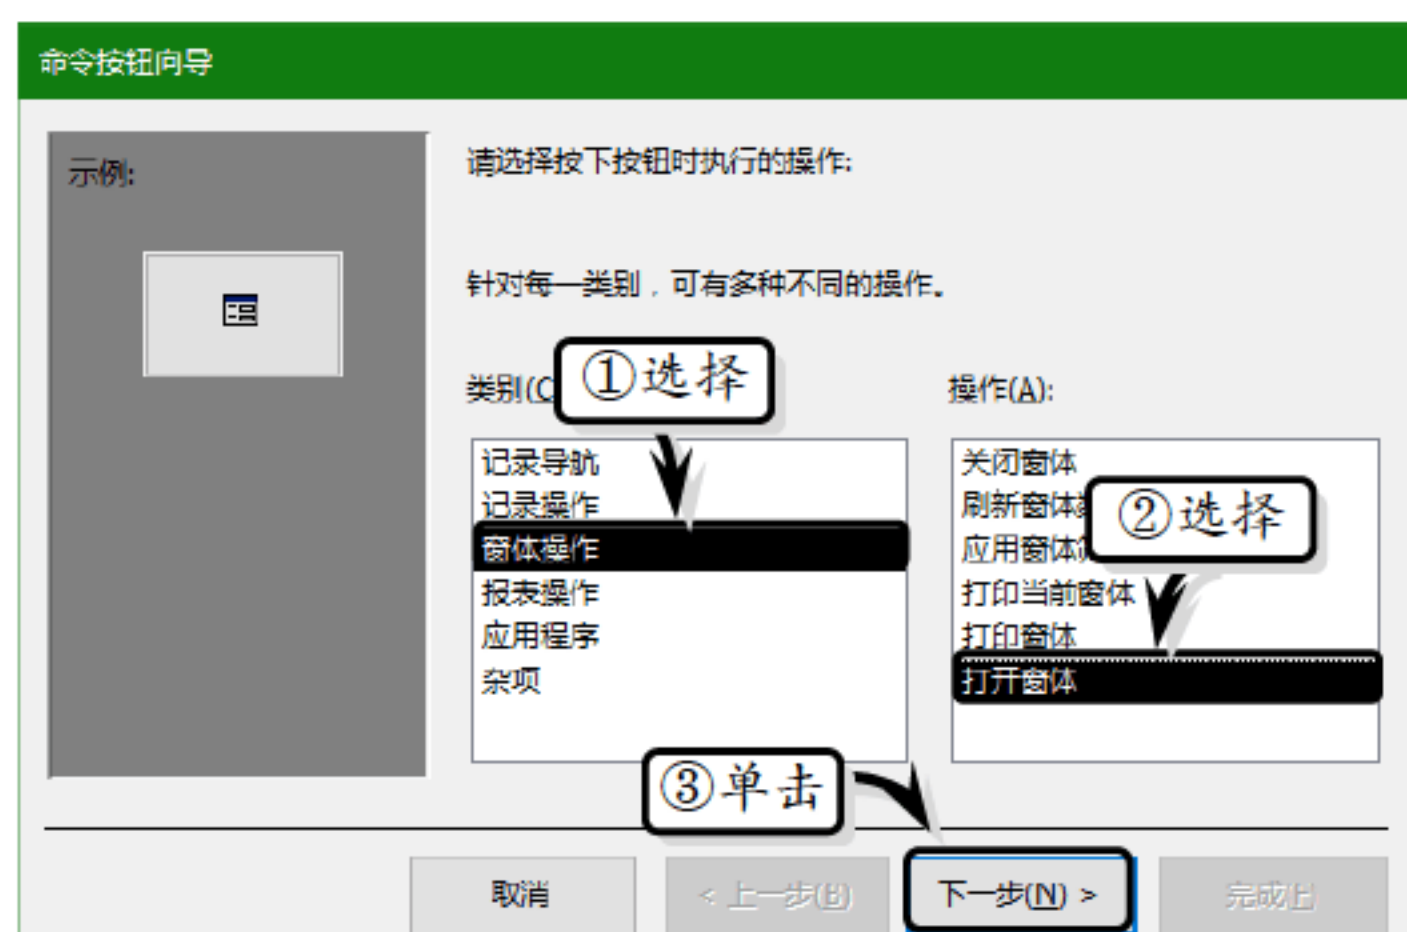 命令按钮向导
示例:
请选择按下按钮时执行的操作:
针对每一类别，可有多种不同的操作。
类别(C
①选择
操作(A):
记录导航
记录操作
窗体操作
报表操作
应用程序
杂项
关闭窗体
刷新窗体
②选择
应用窗体
打印当前窗体
打印窗体
打开窗体
③单击
取消
< 上一步(B)
下一步(N) >
完成(F)